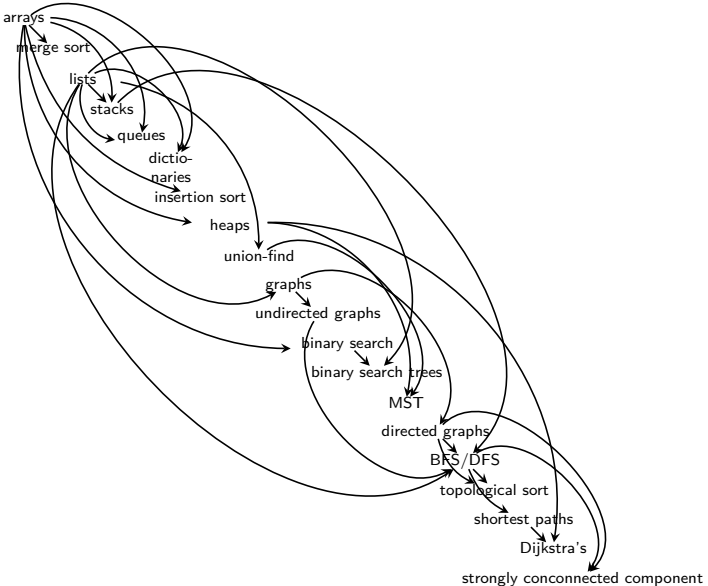 arrays
merge sort
lists
stacks
queues
dictio-
naries
insertion sort
heaps
union-find
graphs
undirected graphs
binary search
binary search trees
MST
directed graphs
BFS/DFS
topological sort
shortest paths
Dijkstra's
strongly conconnected component